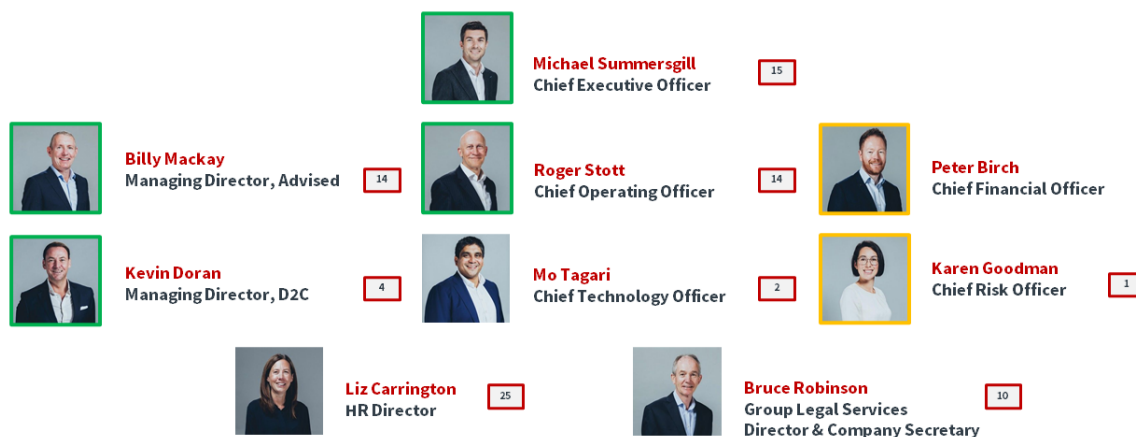 Michael Summersgill
Chief Executive Officer
15
Billy Mackay
Managing Director, Advised
14
Roger Stott
Chief Operating Officer
14
Peter Birch
Chief Financial Officer
Kevin Doran
Managing Director, D2C
4
Mo Tagari
Chief Technology Officer
2
Karen Goodman
Chief Risk Officer
1
Liz Carrington
HR Director
25
Bruce Robinson
Group Legal Services
Director & Company Secretary
10